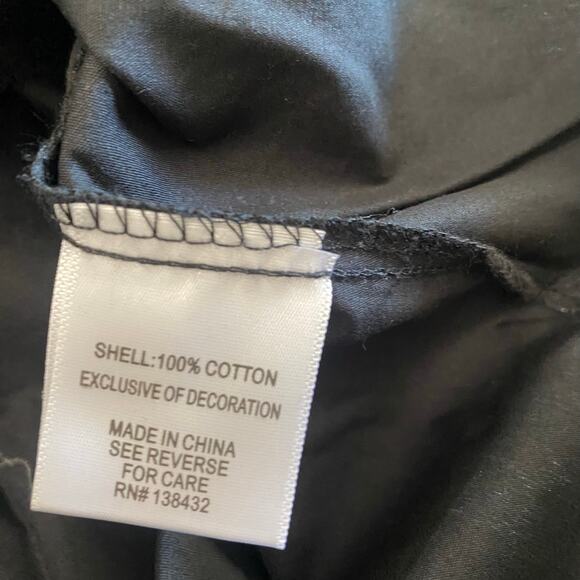 SHELL:100% COTTON
EXCLUSIVE OF DECORATION
MADE IN CHINA
SEE REVERSE
FOR CARE
RN# 138432